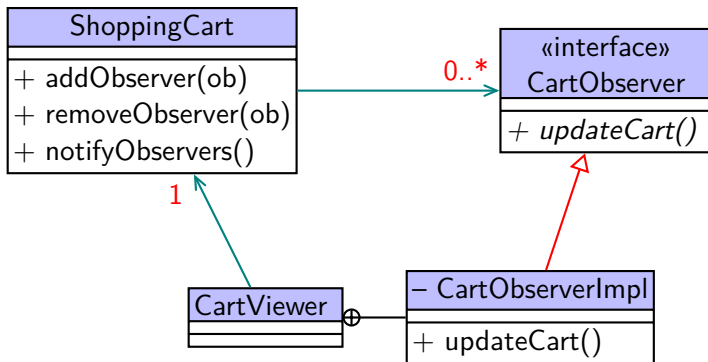 ShoppingCart
+ addObserver(ob)
+ removeObserver(ob)
+ notifyObservers()
0..*
«interface»
CartObserver
+ updateCart()
1
CartViewer
– CartObserverImpl
+ updateCart()